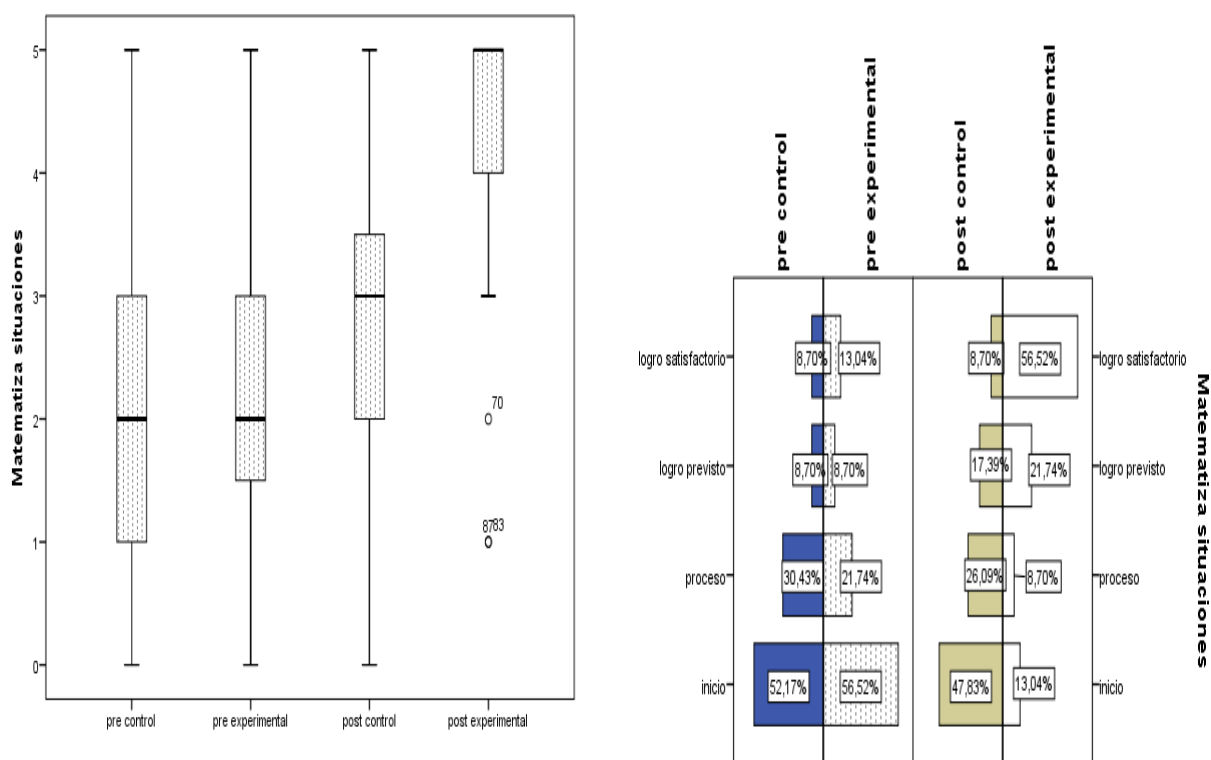 Matematiza situaciones
5
4
3
2
1
0
70
8783
pre control
pre experimental
post control
post experimental
pre control
pre experimental
post control
post experimental
logro satisfactorio
8,70%
13,04%
8,70%
56,52%
logro satisfactorio
logro previsto
8,70%
8,70%
17,39%
21,74%
logro previsto
proceso
30,43%
21,74%
26,09%
8,70%
proceso
inicio
52,17%
56,52%
47,83%
13,04%
inicio
Matematiza situaciones